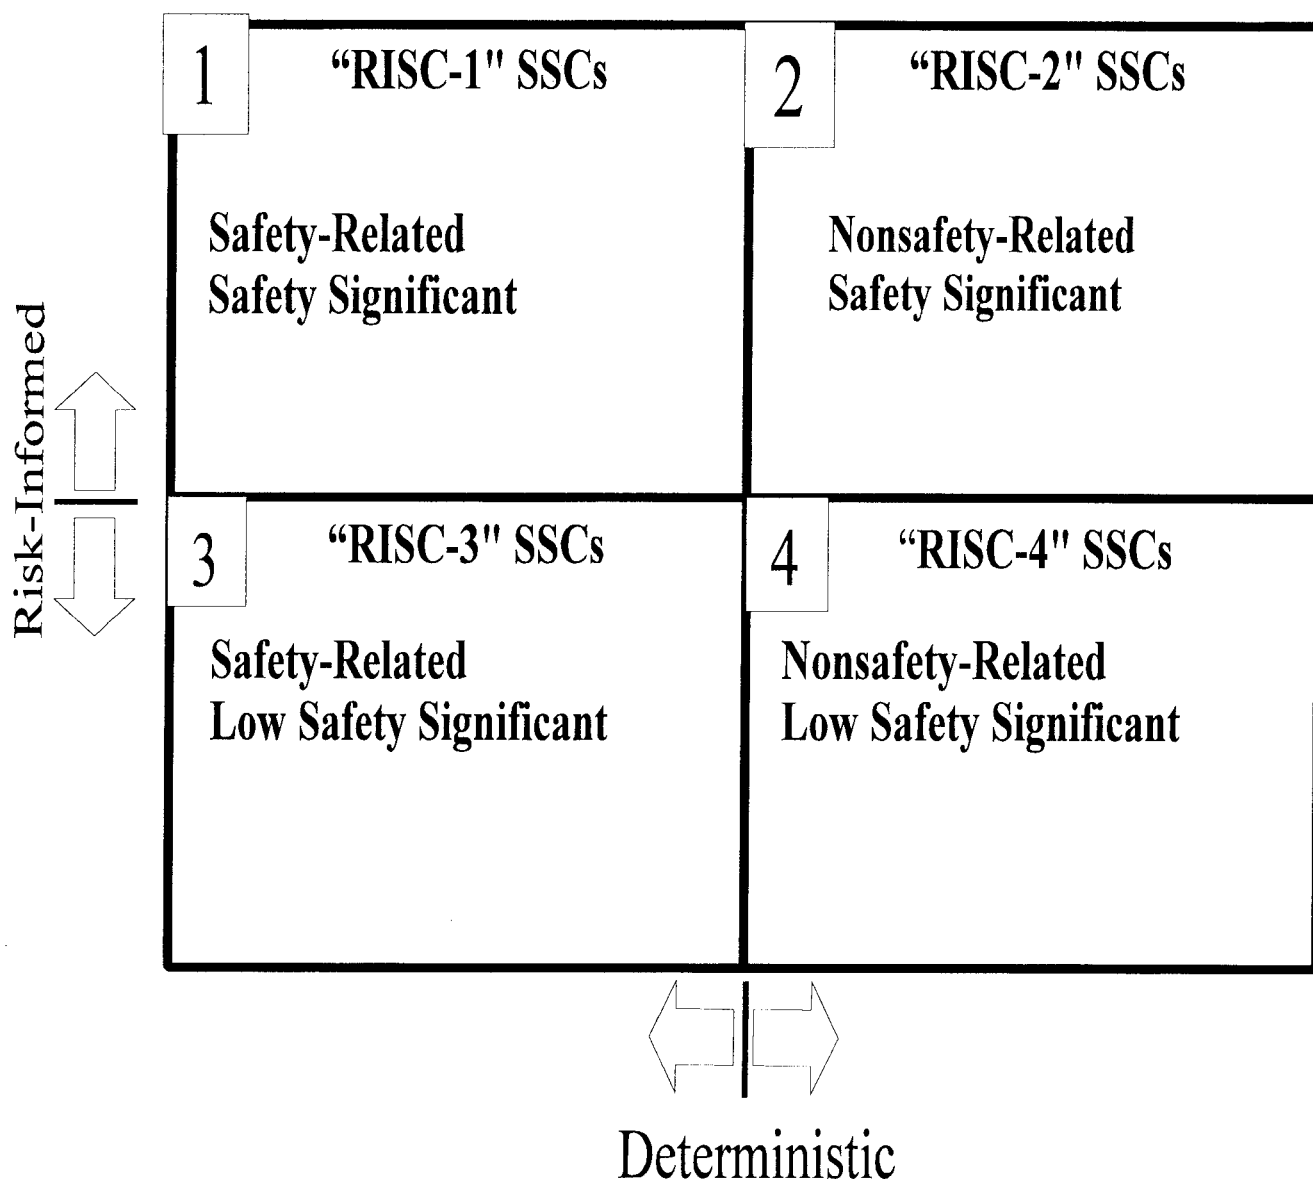 1
“RISC-1" SSCs
Safety-Related
Safety Significant
2
“RISC-2" SSCs
Nonsafety-Related
Safety Significant
Risk-Informed
3
“RISC-3" SSCs
Safety-Related
Low Safety Significant
4
“RISC-4" SSCs
Nonsafety-Related
Low Safety Significant
Deterministic